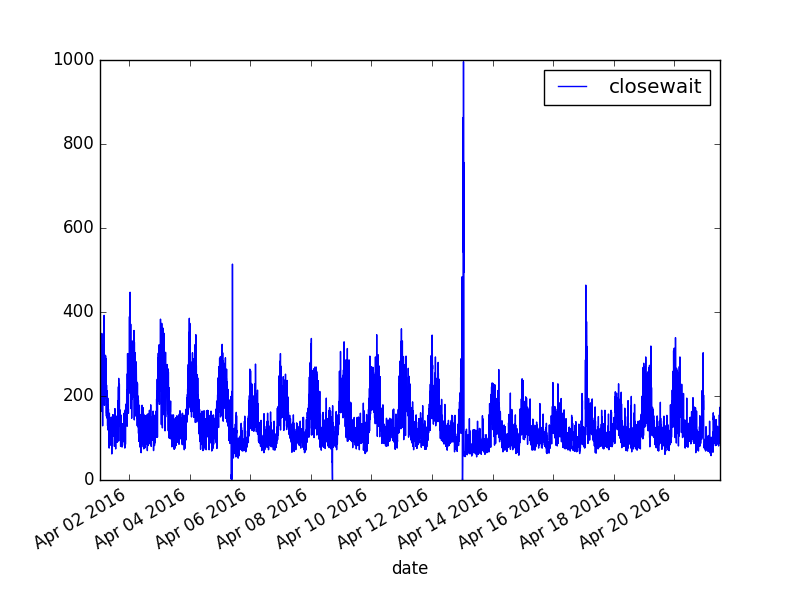 1000
closewait
800
600
400
200
0
Apr 02 2016
Apr 04 2016
Apr 06 2016
Apr 08 2016
Apr 10 2016
Apr 12 2016
Apr 14 2016
Apr 16 2016
Apr 18 2016
Apr 20 2016
date